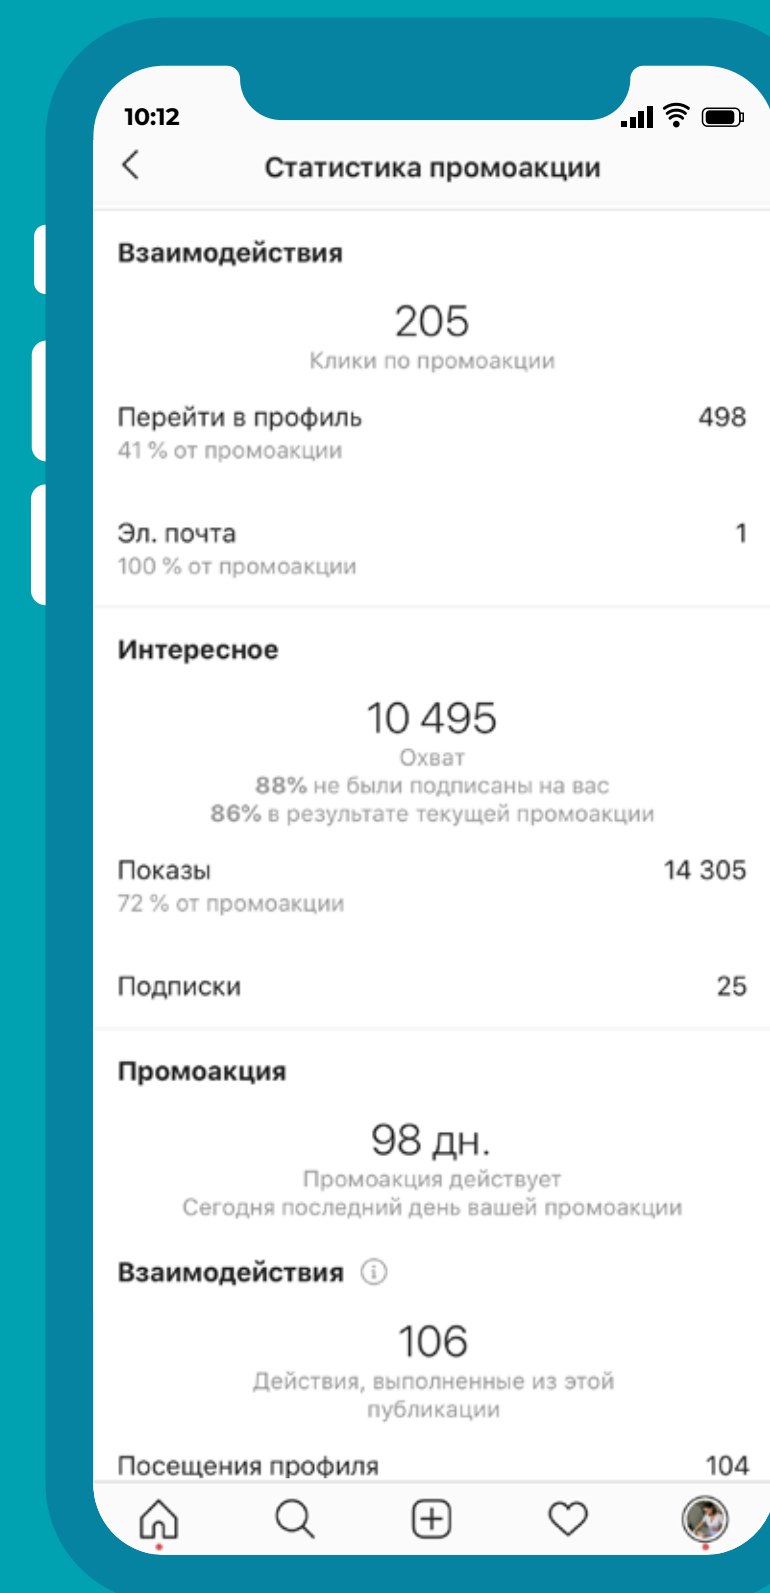 10:12
Статистика промоакции
Взаимодействия
205
Клики по промоакции
Перейти в профиль 498
41 % от промоакции
Эл. почта 1
100 % от промоакции
Интересное
10 495
Охват
88% не были подписаны на вас
86% в результате текущей промоакции
Показы 14 305
72 % от промоакции
Подписки 25
Промоакция
98 дн.
Промоакция действует
Сегодня последний день вашей промоакции
Взаимодействия
106
Действия, выполненные из этой
публикации
Посещения профиля 104